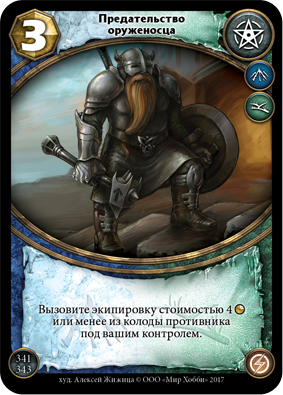 Предательство
оруженосца
3
Вызовите экипировку стоимостью 4
или менее из колоды противника
под вашим контролем.
341
343
худ. Алексей Жижица © ООО «Мир Хобби» 2017